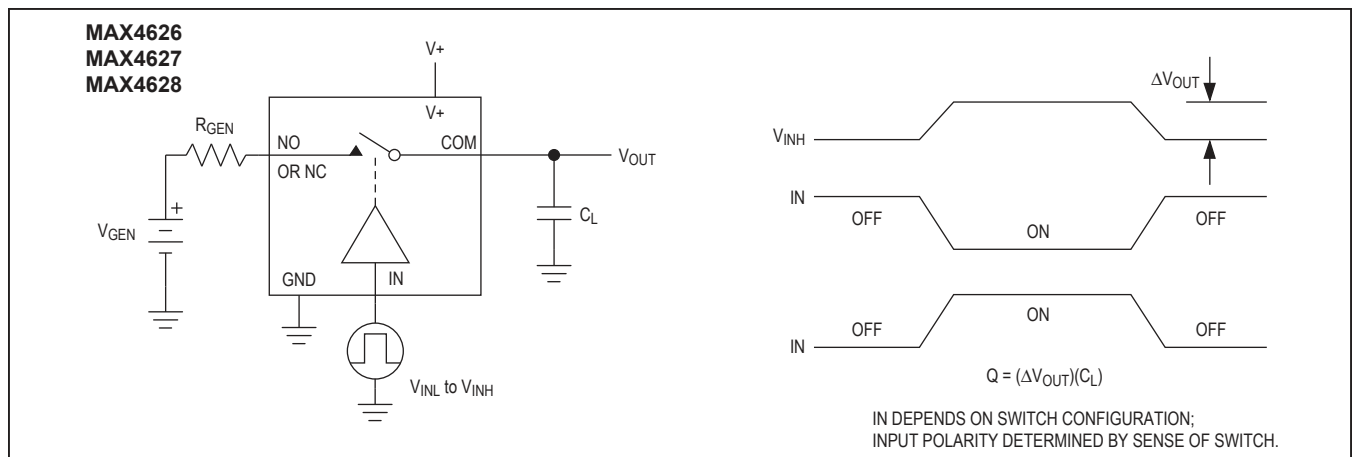 MAX4626
MAX4627
MAX4628
V+
V+
RGEN
NO
COM
OR NC
VOUT
CL
+
VGEN
GND
IN
VINL to VINH
ΔVOUT
VINH
IN
OFF
ON
OFF
IN
OFF
ON
OFF
Q = (ΔVOUT)(CL)
IN DEPENDS ON SWITCH CONFIGURATION;
INPUT POLARITY DETERMINED BY SENSE OF SWITCH.